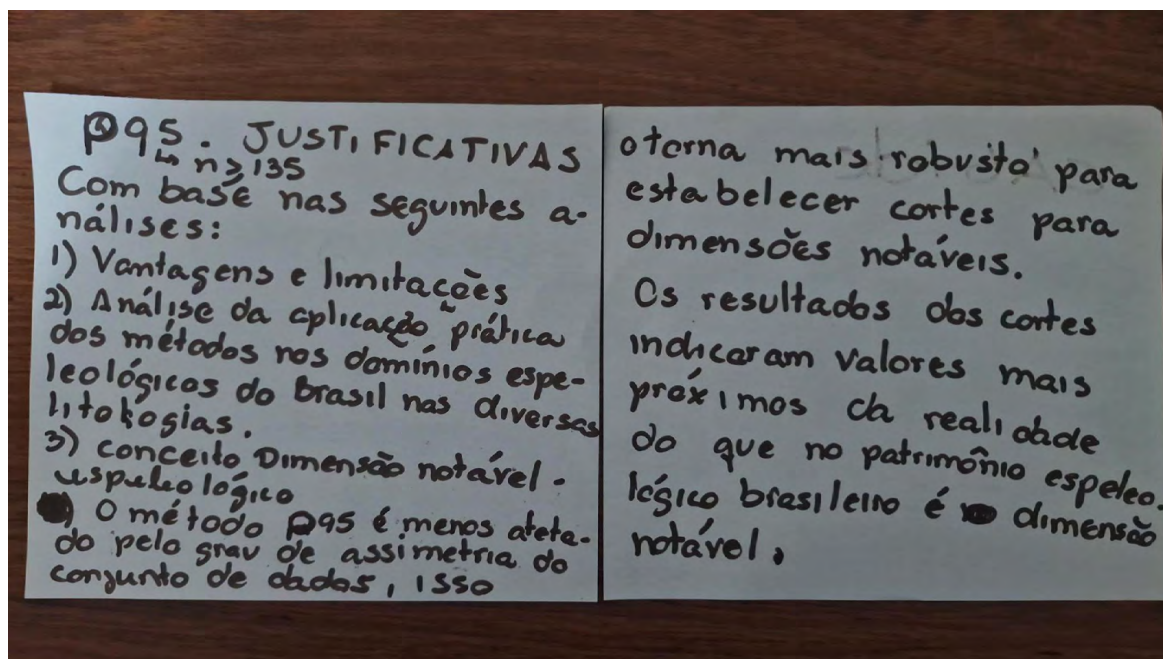 P95. JUSTIFICATIVAS
↳ n ≥ 135
Com base nas seguintes a-
nálises:
1) Vantagens e limitações
2) Análise da aplicação prática
dos métodos nos domínios espe-
leológicos do brasil nas diversas
litologias.
3) conceito Dimensão notável.
espeleológico
O método P95 é menos afeta-
do pelo grau de assimetria do
conjunto de dados, isso
o torna mais robusto para
estabelecer cortes para
dimensões notáveis.
Os resultados dos cortes
indicaram valores mais
próximos da realidade
do que no patrimônio espeleo-
lógico brasileiro é dimensão
notável.